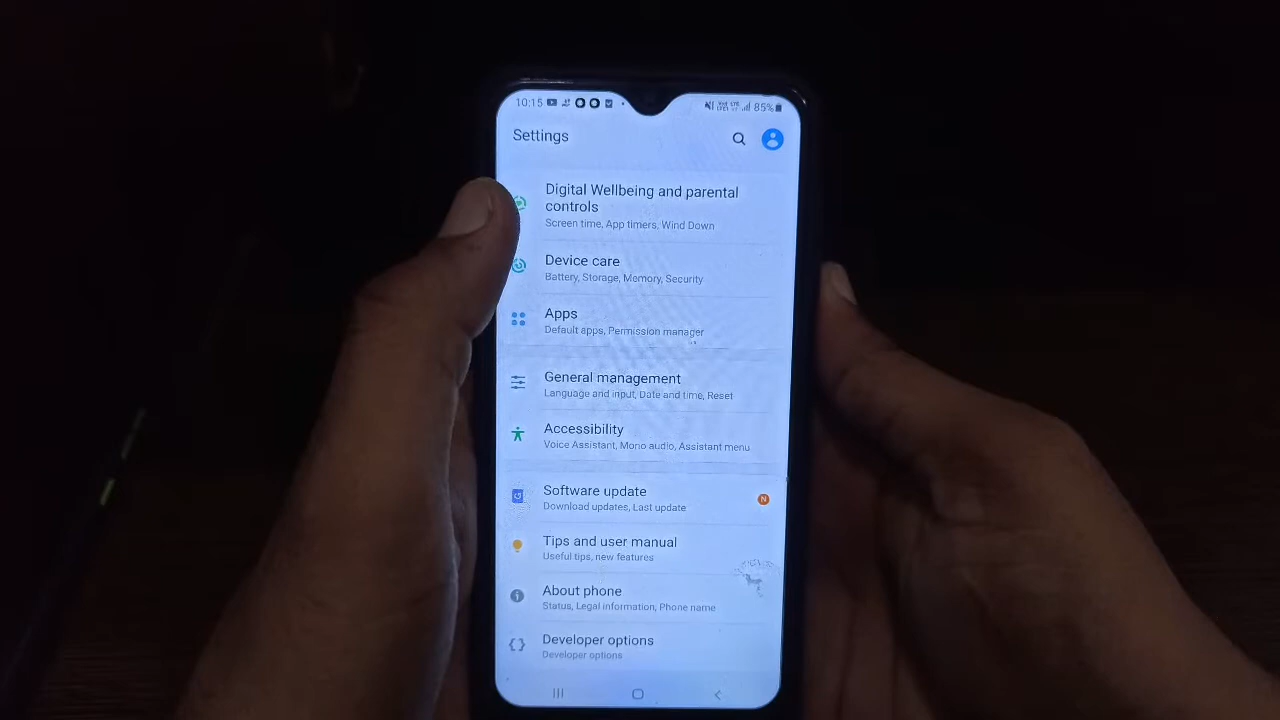 10:15
85%
Settings
Digital Wellbeing and parental
controls
Screen time, App timers, Wind Down
Device care
Battery, Storage, Memory, Security
Apps
Default apps, Permission manager
General management
Language and input, Date and time, Reset
Accessibility
Voice Assistant, Mono audio, Assistant menu
Software update
N
Download updates, Last update
Tips and user manual
Useful tips, new features
About phone
Status, Legal information, Phone name
Developer options
Developer options